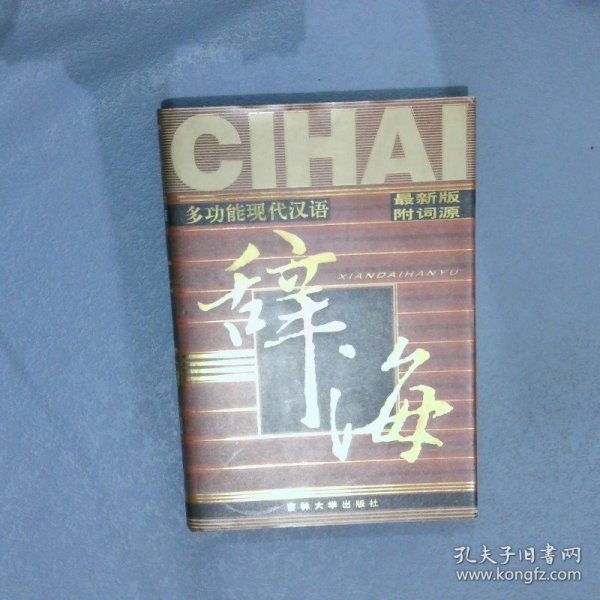 CIHAI
多功能现代汉语
最新版
附词源
XIANDAIHANYU
辞海
吉林大学出版社
孔夫子旧书网
www.kongfz.com